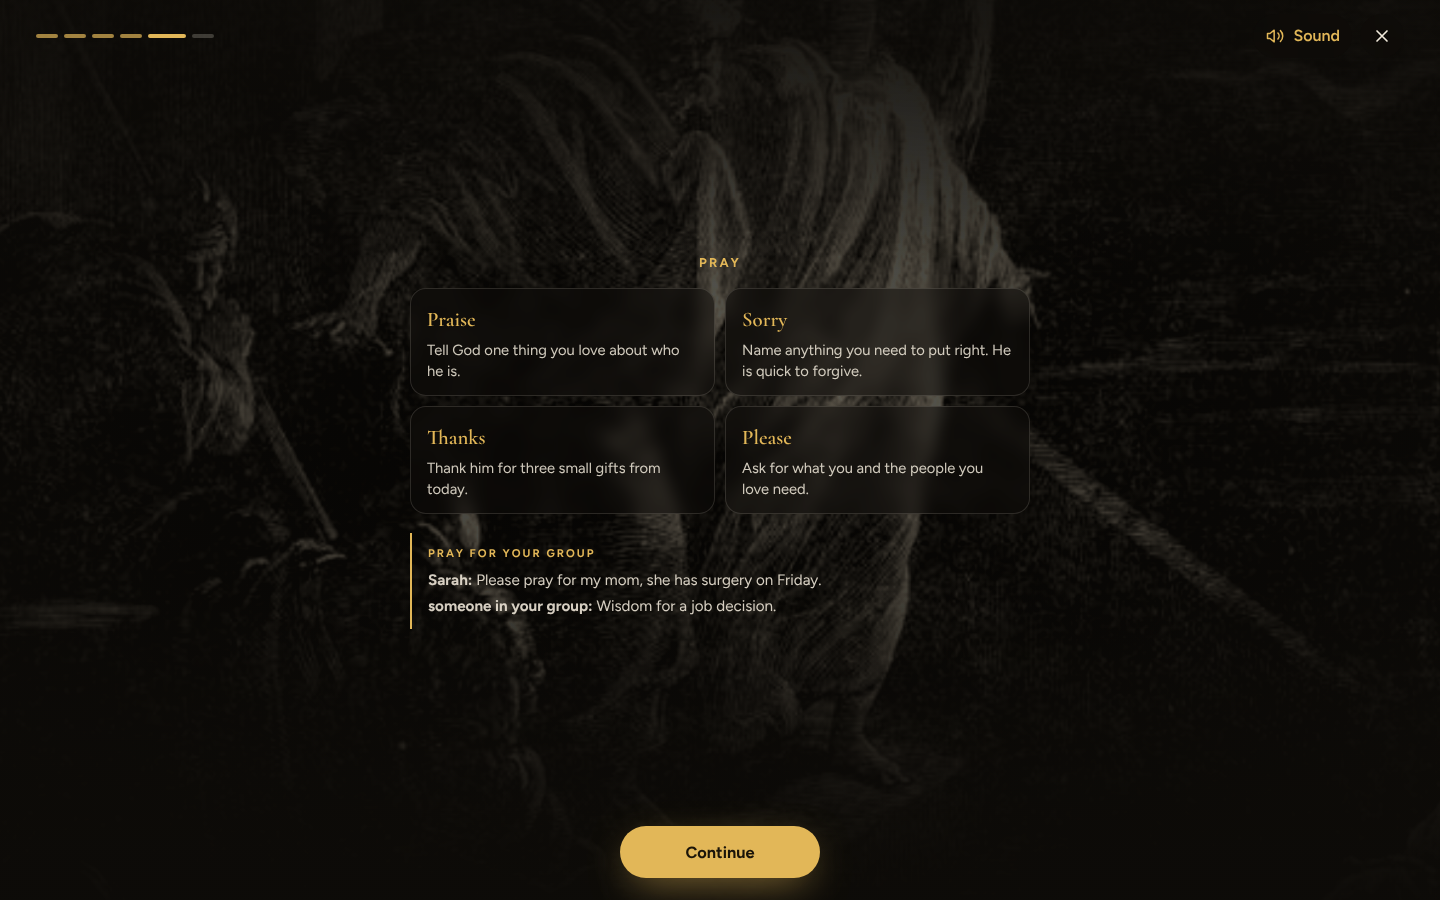 Sound
PRAY
Praise
Tell God one thing you love about who
he is.
Sorry
Name anything you need to put right. He
is quick to forgive.
Thanks
Thank him for three small gifts from
today.
Please
Ask for what you and the people you
love need.
PRAY FOR YOUR GROUP
Sarah: Please pray for my mom, she has surgery on Friday.
someone in your group: Wisdom for a job decision.
Continue